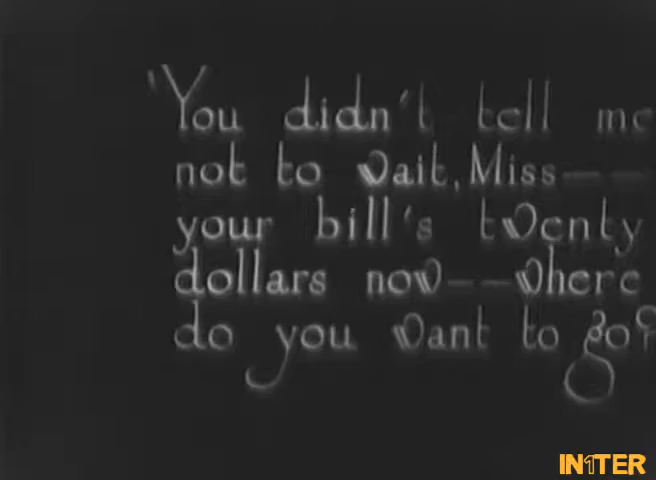 "You didn't tell me
not to wait, Miss----
your bill's twenty
dollars now----where
do you want to go?
IN1TER